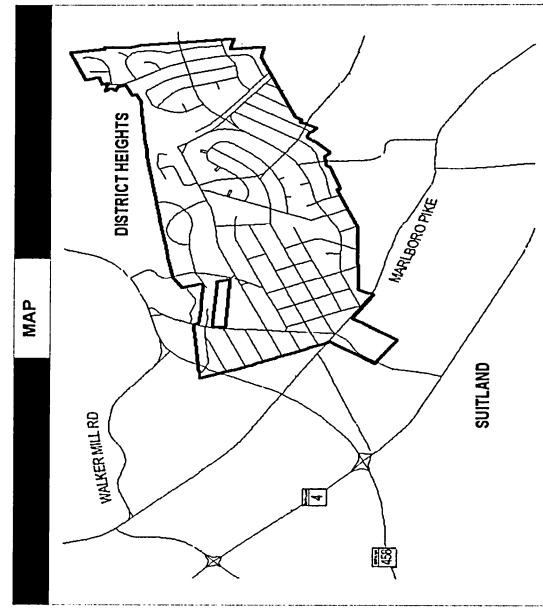 MAP
DISTRICT HEIGHTS
WALKER MILL RD
MARLBORO PIKE
SUITLAND
4
458